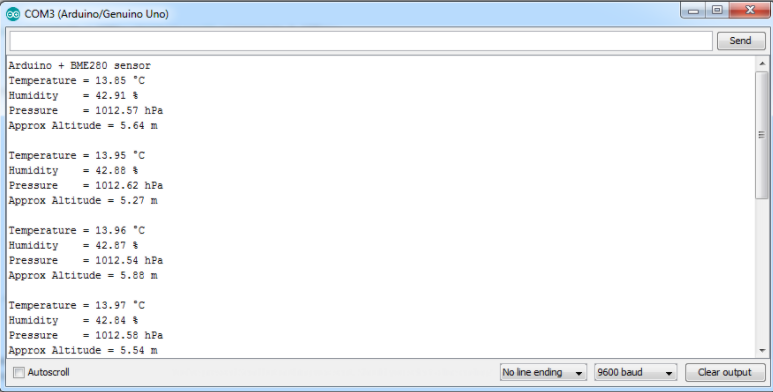 COM3 (Arduino/Genuino Uno)
Send
Arduino + BME280 sensor
Temperature = 13.85 °C
Humidity    = 42.91 %
Pressure    = 1012.57 hPa
Approx Altitude = 5.64 m

Temperature = 13.95 °C
Humidity    = 42.88 %
Pressure    = 1012.62 hPa
Approx Altitude = 5.27 m

Temperature = 13.96 °C
Humidity    = 42.87 %
Pressure    = 1012.54 hPa
Approx Altitude = 5.88 m

Temperature = 13.97 °C
Humidity    = 42.84 %
Pressure    = 1012.58 hPa
Approx Altitude = 5.54 m
Autoscroll No line ending 9600 baud Clear output